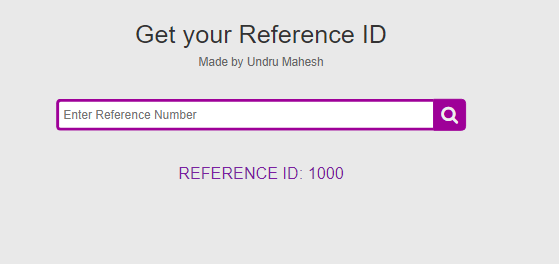 Get your Reference ID
Made by Undru Mahesh
Enter Reference Number
REFERENCE ID: 1000